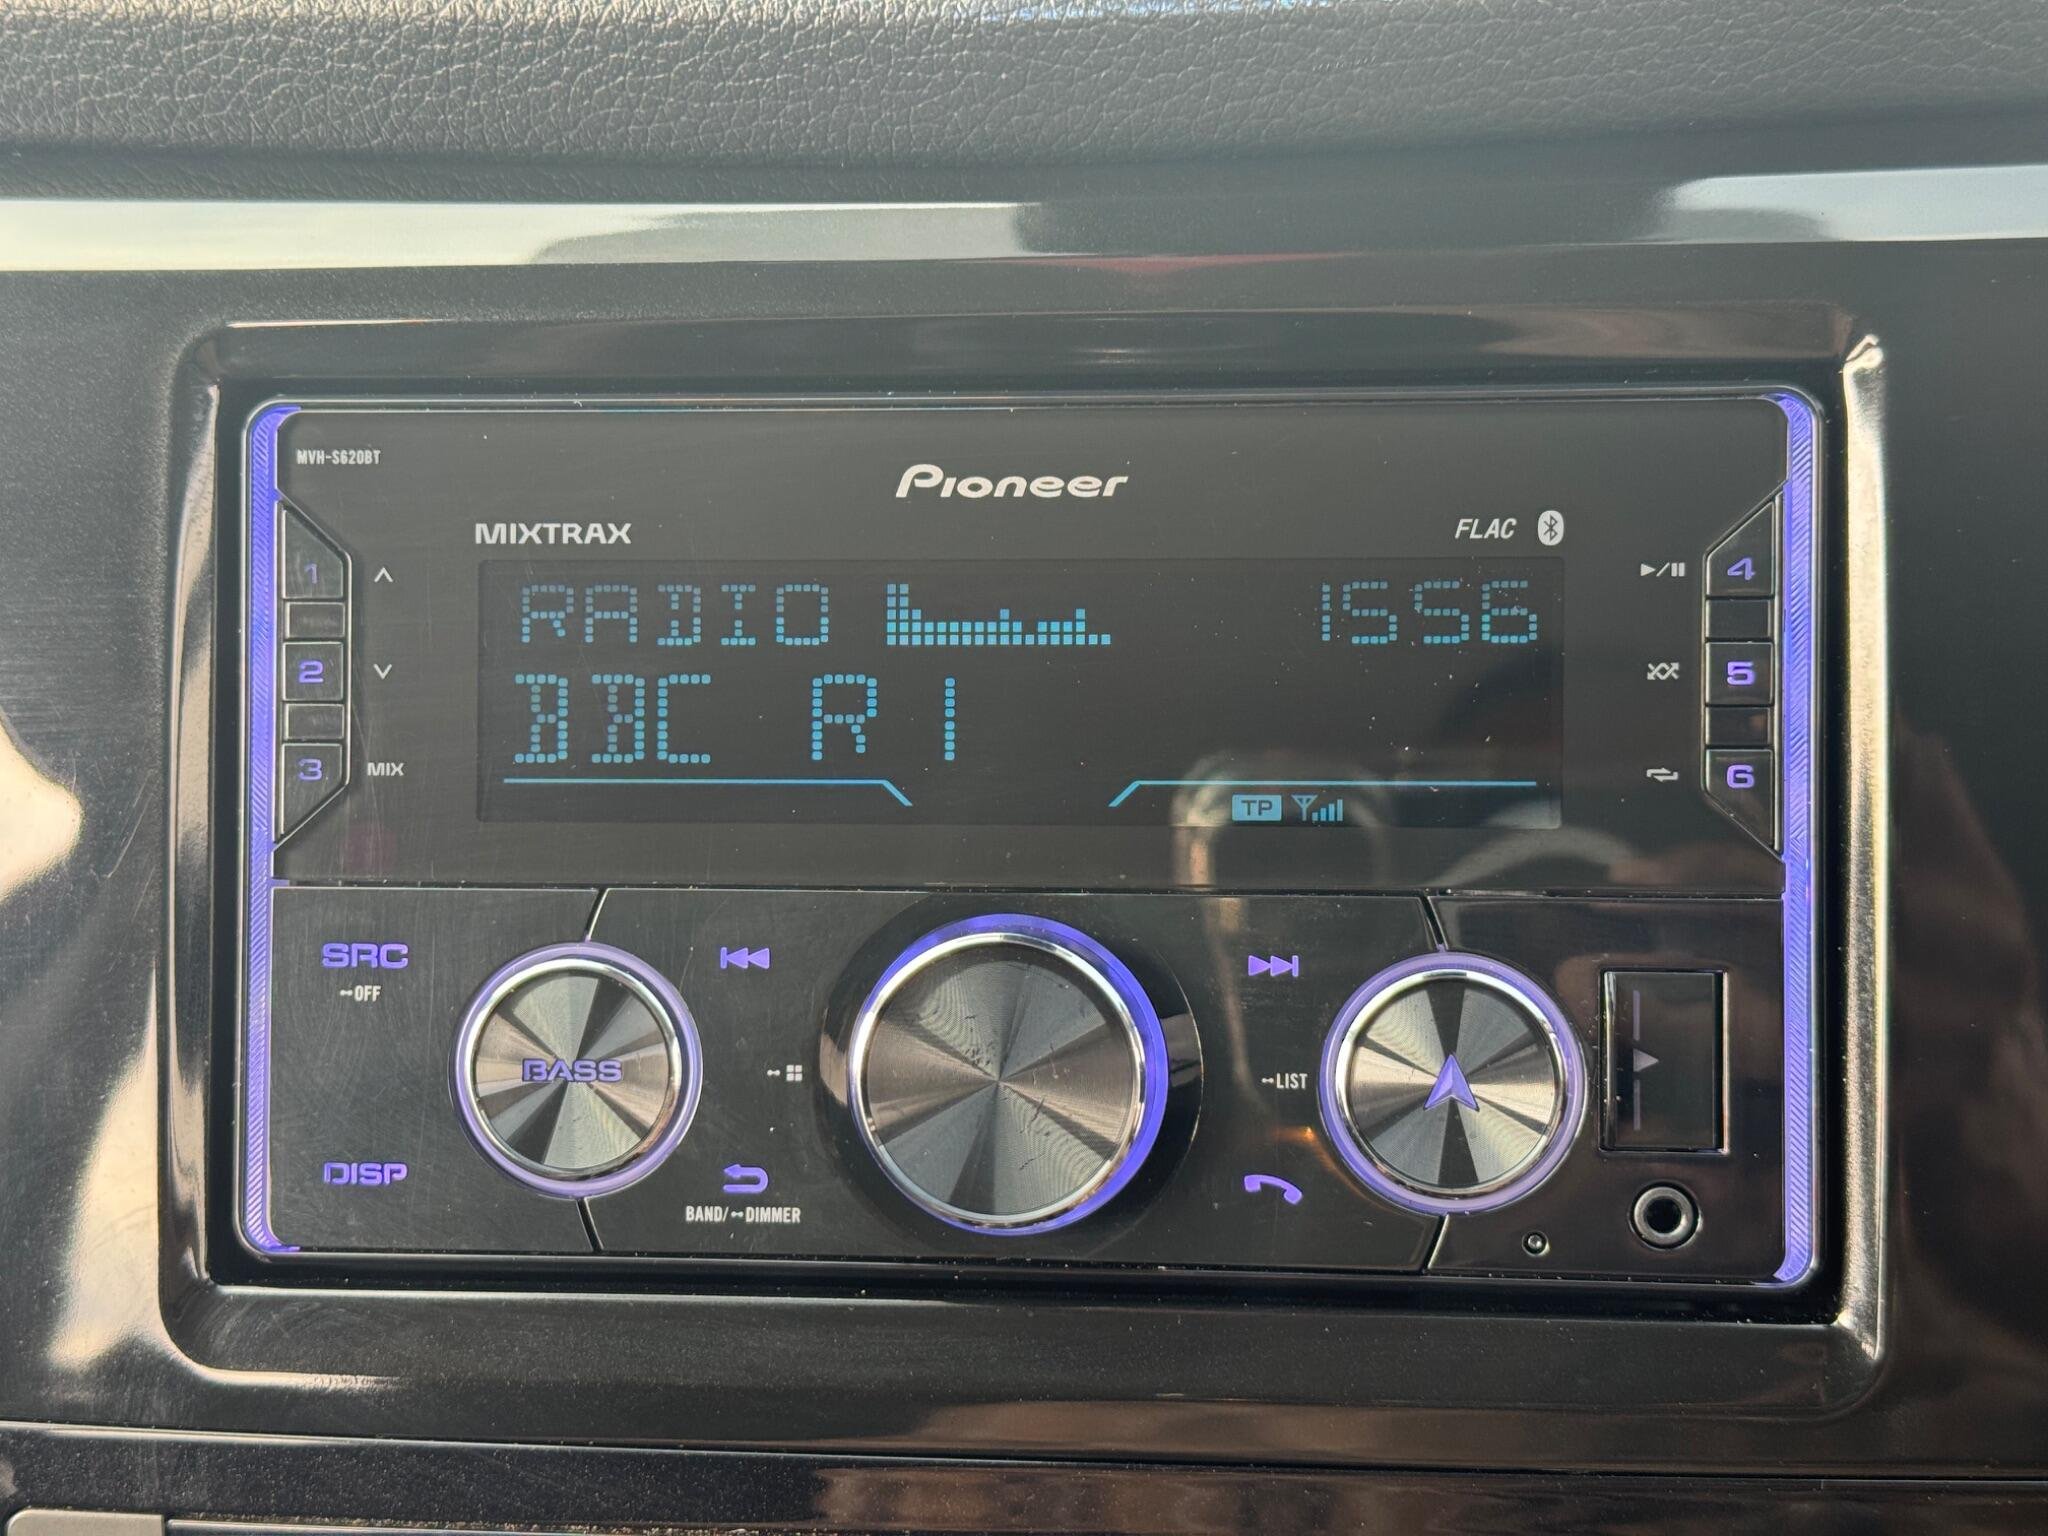 MVH-S620BT
Pioneer
MIXTRAX
FLAC
RADIO 1556
BBC R1
TP
1
2
3 MIX
4
5
6
SRC
OFF
BASS
DISP
BAND/ DIMMER
LIST